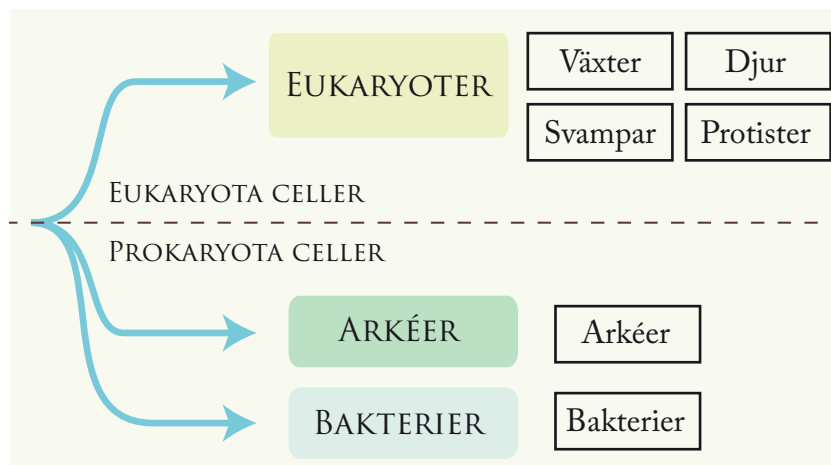 EUKARYOTER
Växter
Djur
Svampar
Protister
EUKARYOTA CELLER
PROKARYOTA CELLER
ARKÉER
Arkéer
BAKTERIER
Bakterier